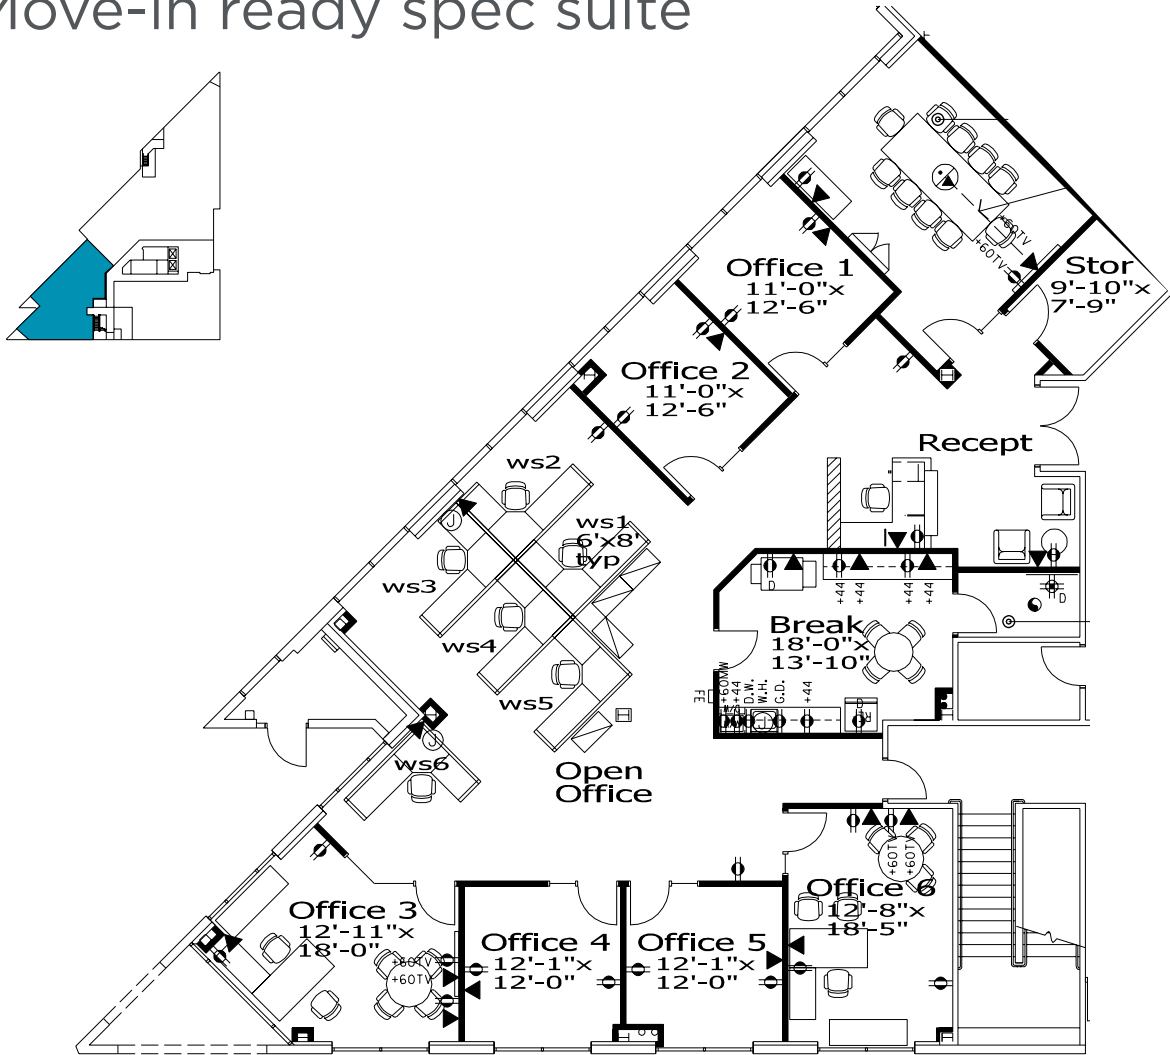 Move-in ready spec suite
+60TV
+60TV
Office 1
11'-0"x
12'-6"
Stor
9'-10"x
7'-9"
Office 2
11'-0"x
12'-6"
Recept
ws2
ws1
6'x8'
typ
ws3
ws4
ws5
ws6
D
+44
+44
+44
+44
D
Break
18'-0"x
13'-10"
FE
+60MW
+44
D.W.
W.H.
G.D.
+44
Open
Office
+60TV
+60TV
Office 3
12'-11"x
18'-0"
+60TV
+60TV
Office 4
12'-1"x
12'-0"
Office 5
12'-1"x
12'-0"
Office 6
12'-8"x
18'-5"
J
J